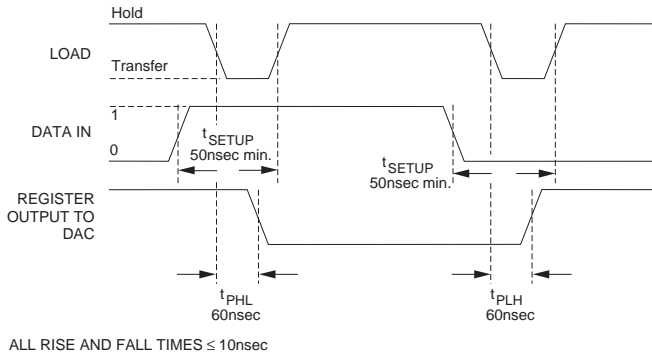 Hold
LOAD
Transfer
1
DATA IN
0
tSETUP
50nsec min.
tSETUP
50nsec min.
REGISTER
OUTPUT TO
DAC
tPHL
60nsec
tPLH
60nsec
ALL RISE AND FALL TIMES ≤ 10nsec